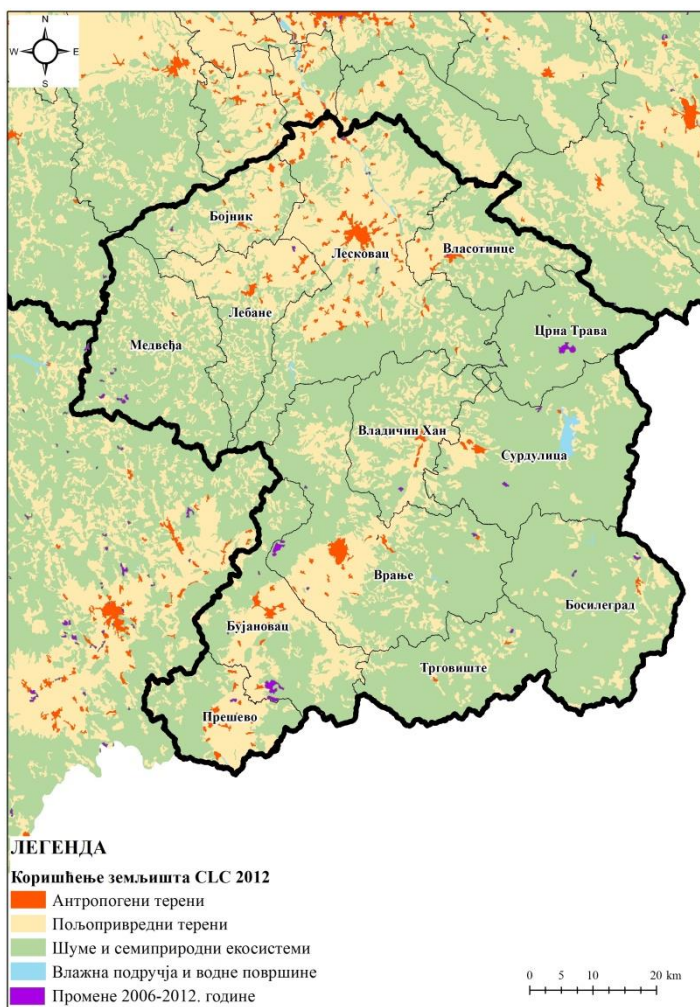 N
W E
S
Бојник
Лесковац
Власотинце
Лебане
Црна Трава
Медвеђа
Владичин Хан
Сурдулица
Врање
Босилеград
Бујановац
Трговиште
Прешево
ЛЕГЕНДА
Коришћење земљишта CLC 2012
Антропогени терени
Пољопривредни терени
Шуме и семиприродни екосистеми
Влажна подручја и водне површине
Промене 2006-2012. године
0 5 10 20 km